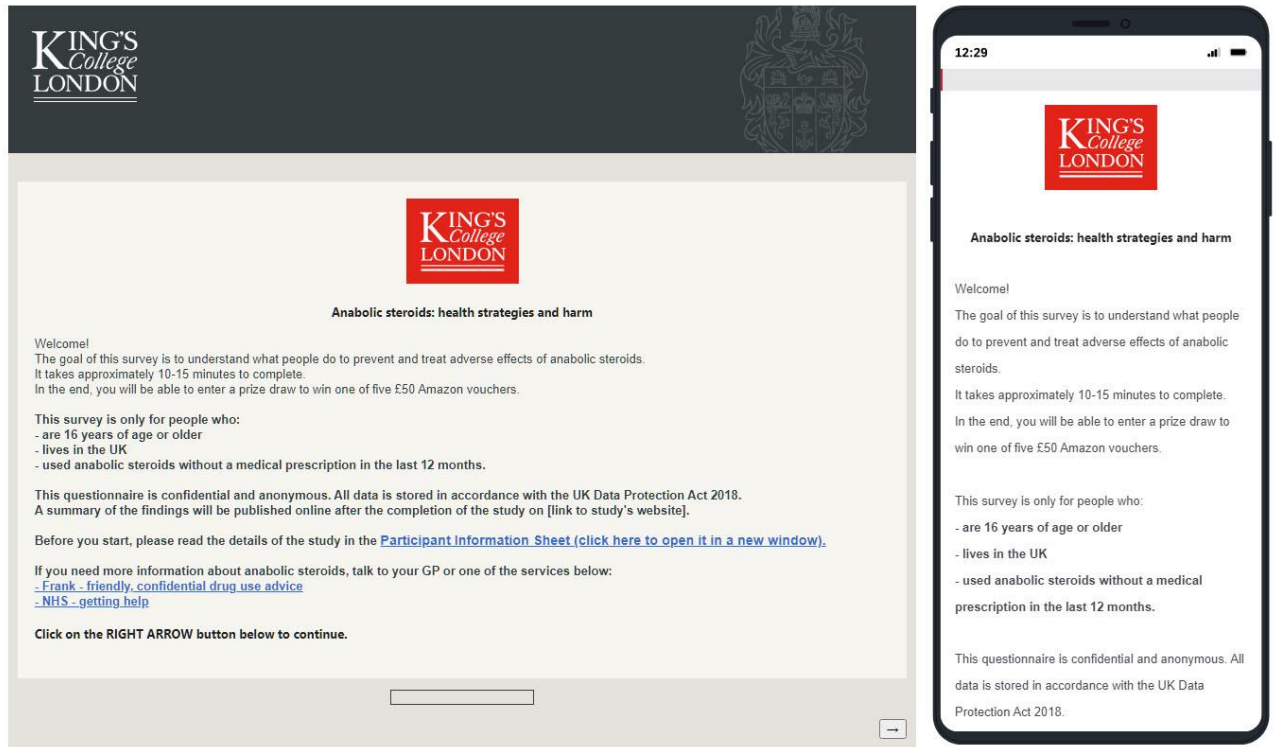 KING'S
College
LONDON
KING'S
College
LONDON
Anabolic steroids: health strategies and harm
Welcome!
The goal of this survey is to understand what people do to prevent and treat adverse effects of anabolic steroids.
It takes approximately 10-15 minutes to complete.
In the end, you will be able to enter a prize draw to win one of five £50 Amazon vouchers.
This survey is only for people who:
- are 16 years of age or older
- lives in the UK
- used anabolic steroids without a medical prescription in the last 12 months.
This questionnaire is confidential and anonymous. All data is stored in accordance with the UK Data Protection Act 2018.
A summary of the findings will be published online after the completion of the study on [link to study's website].
Before you start, please read the details of the study in the Participant Information Sheet (click here to open it in a new window).
If you need more information about anabolic steroids, talk to your GP or one of the services below:
- Frank - friendly, confidential drug use advice
- NHS - getting help
Click on the RIGHT ARROW button below to continue.
→
12:29
KING'S
College
LONDON
Anabolic steroids: health strategies and harm
Welcome!
The goal of this survey is to understand what people
do to prevent and treat adverse effects of anabolic
steroids.
It takes approximately 10-15 minutes to complete.
In the end, you will be able to enter a prize draw to
win one of five £50 Amazon vouchers.
This survey is only for people who:
- are 16 years of age or older
- lives in the UK
- used anabolic steroids without a medical
prescription in the last 12 months.
This questionnaire is confidential and anonymous. All
data is stored in accordance with the UK Data
Protection Act 2018.